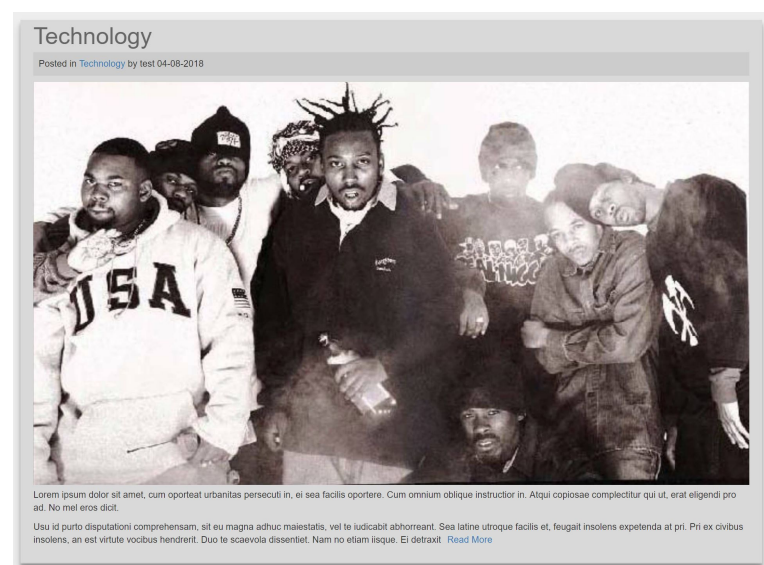 Technology
Posted in Technology by test 04-08-2018
USA
Lorem ipsum dolor sit amet, cum oporteat urbanitas persecuti in, ei sea facilis oportere. Cum omnium oblique instructior in. Atqui copiosae complectitur qui ut, erat eligendi pro
ad. No mel eros dicit.
Usu id purto disputationi comprehensam, sit eu magna adhuc maiestatis, vel te iudicabit abhorreant. Sea latine utroque facilis et, feugait insolens expetenda at pri. Pri ex civibus
insolens, an est virtute vocibus hendrerit. Duo te scaevola dissentiet. Nam no etiam iisque. Ei detraxit Read More